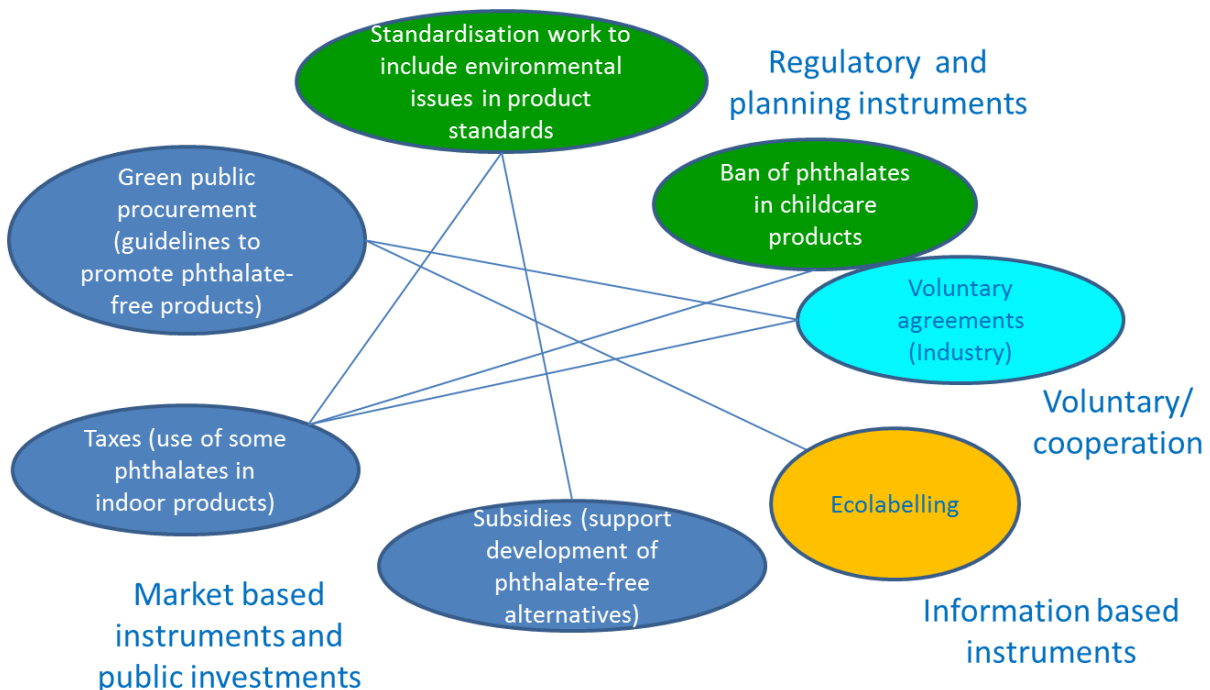 Standardisation work to
include environmental
issues in product
standards
Regulatory and
planning instruments
Green public
procurement
(guidelines to
promote phthalate-
free products)
Ban of phthalates
in childcare
products
Voluntary
agreements
(Industry)
Voluntary/
cooperation
Taxes (use of some
phthalates in
indoor products)
Subsidies (support
development of
phthalate-free
alternatives)
Ecolabelling
Market based
instruments and
public investments
Information based
instruments